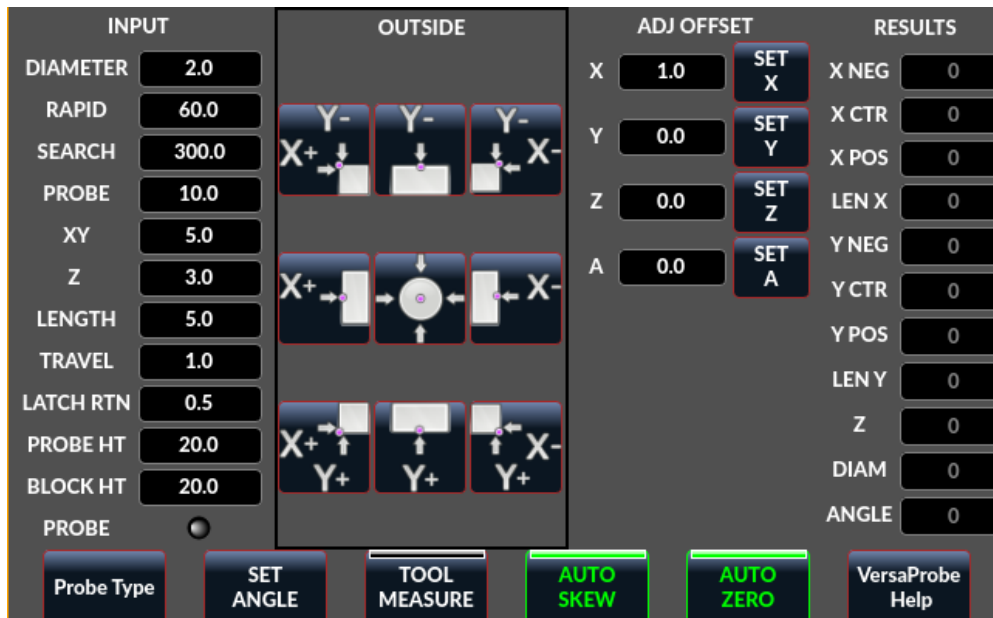 INPUT
DIAMETER 2.0
RAPID 60.0
SEARCH 300.0
PROBE 10.0
XY 5.0
Z 3.0
LENGTH 5.0
TRAVEL 1.0
LATCH RTN 0.5
PROBE HT 20.0
BLOCK HT 20.0
PROBE
OUTSIDE
Y- Y- Y-
X+ X-
X+ X-
X+ X-
Y+ Y+ Y+
ADJ OFFSET
X 1.0 SET X
Y 0.0 SET Y
Z 0.0 SET Z
A 0.0 SET A
RESULTS
X NEG 0
X CTR 0
X POS 0
LEN X 0
Y NEG 0
Y CTR 0
Y POS 0
LEN Y 0
Z 0
DIAM 0
ANGLE 0
Probe Type
SET
ANGLE
TOOL
MEASURE
AUTO
SKEW
AUTO
ZERO
VersaProbe
Help